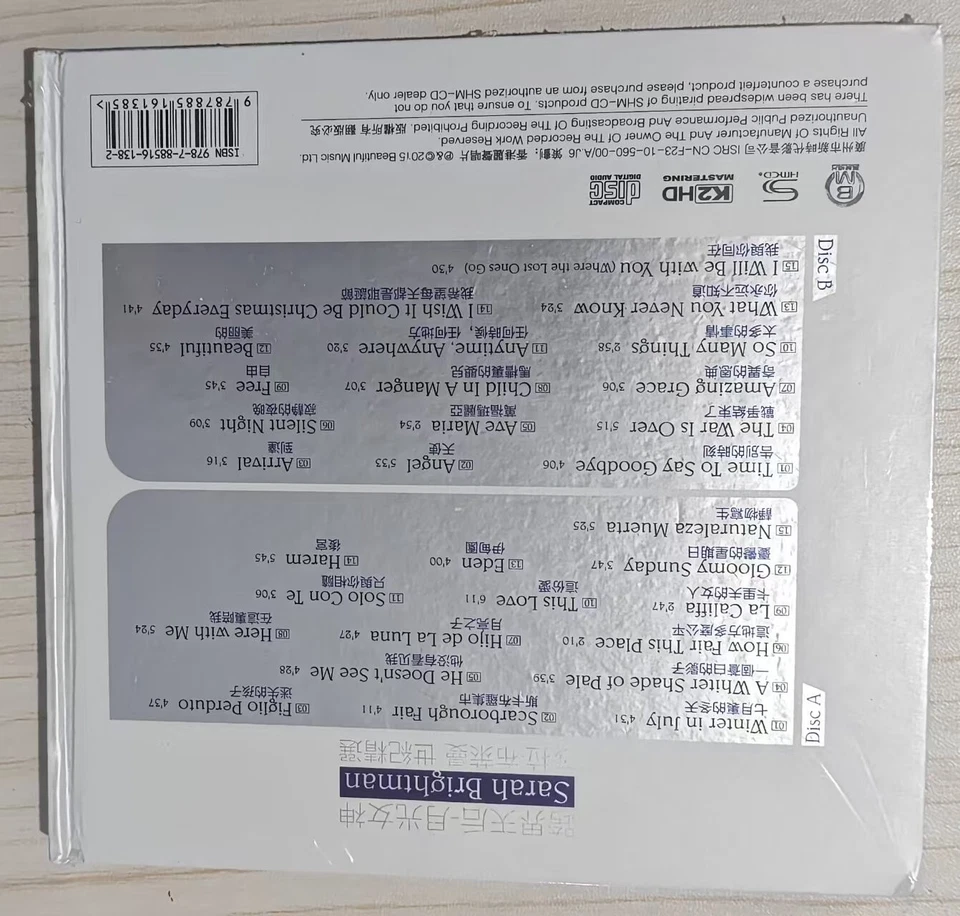 跨界天后-月光女神
Sarah Brightman
莎拉布萊曼 世紀精選
Disc A
01 Winter in July 4'31 02 Scarborough Fair 4'11 03 Figlio Perduto 4'37
七月裏的冬天 斯卡布羅集市 迷失的孩子
04 A Whiter Shade of Pale 3'39 05 He Doesn't See Me 4'28
一個蒼白的影子 他沒有看见我
06 How Fair This Place 2'10 07 Hijo de La Luna 4'27 08 Here with Me 5'24
這地方多麼公平 月亮之子 在這裏陪我
09 La Califfa 2'47 10 This Love 6'11 11 Solo Con Te 3'06
卡里夫的女人 這份愛 只與你相隨
12 Gloomy Sunday 3'47 13 Eden 4'00 14 Harem 5'45
憂鬱的星期日 伊甸園 後宮
15 Naturaleza Muerta 5'25
靜物寫生
Disc B
01 Time To Say Goodbye 4'06 02 Angel 5'33 03 Arrival 3'16
告別的時刻 天使 到達
04 The War Is Over 5'15 05 Ave Maria 2'54 06 Silent Night 3'09
戰爭結束了 萬福瑪麗亞 寂静的夜晚
07 Amazing Grace 3'06 08 Child in A Manger 3'07 09 Free 3'45
奇異的恩典 馬槽裏的嬰兒 自由
10 So Many Things 2'58 11 Anytime, Anywhere 3'20 12 Beautiful 4'35
太多的事情 任何時候，任何地方 美丽的
13 What You Never Know 3'24 14 I Wish It Could Be Christmas Everyday 4'41
你永远不知道 我希望每天都是耶誕節
15 I Will Be with You (Where the Lost Ones Go) 4'30
我與你同在
BM K2HD MASTERING COMPACT disc DIGITAL AUDIO
廣州市新時代影音公司 ISRC CN-F23-10-560-00/A.J6 策劃：香港麗聲唱片 ℗&©2015 Beautiful Music Ltd.
All Rights Of Manufacturer And The Owner Of The Recorded Work Reserved.
Unauthorized Public Performance And Broadcasting Of The Recording Prohibited. 版權所有 翻版必究
There has been widespread pirating of SHM-CD products. To ensure that you do not
purchase a counterfeit product, please purchase from an authorized SHM-CD dealer only.
ISBN 978-7-88516-138-2
9 787885 161385 >